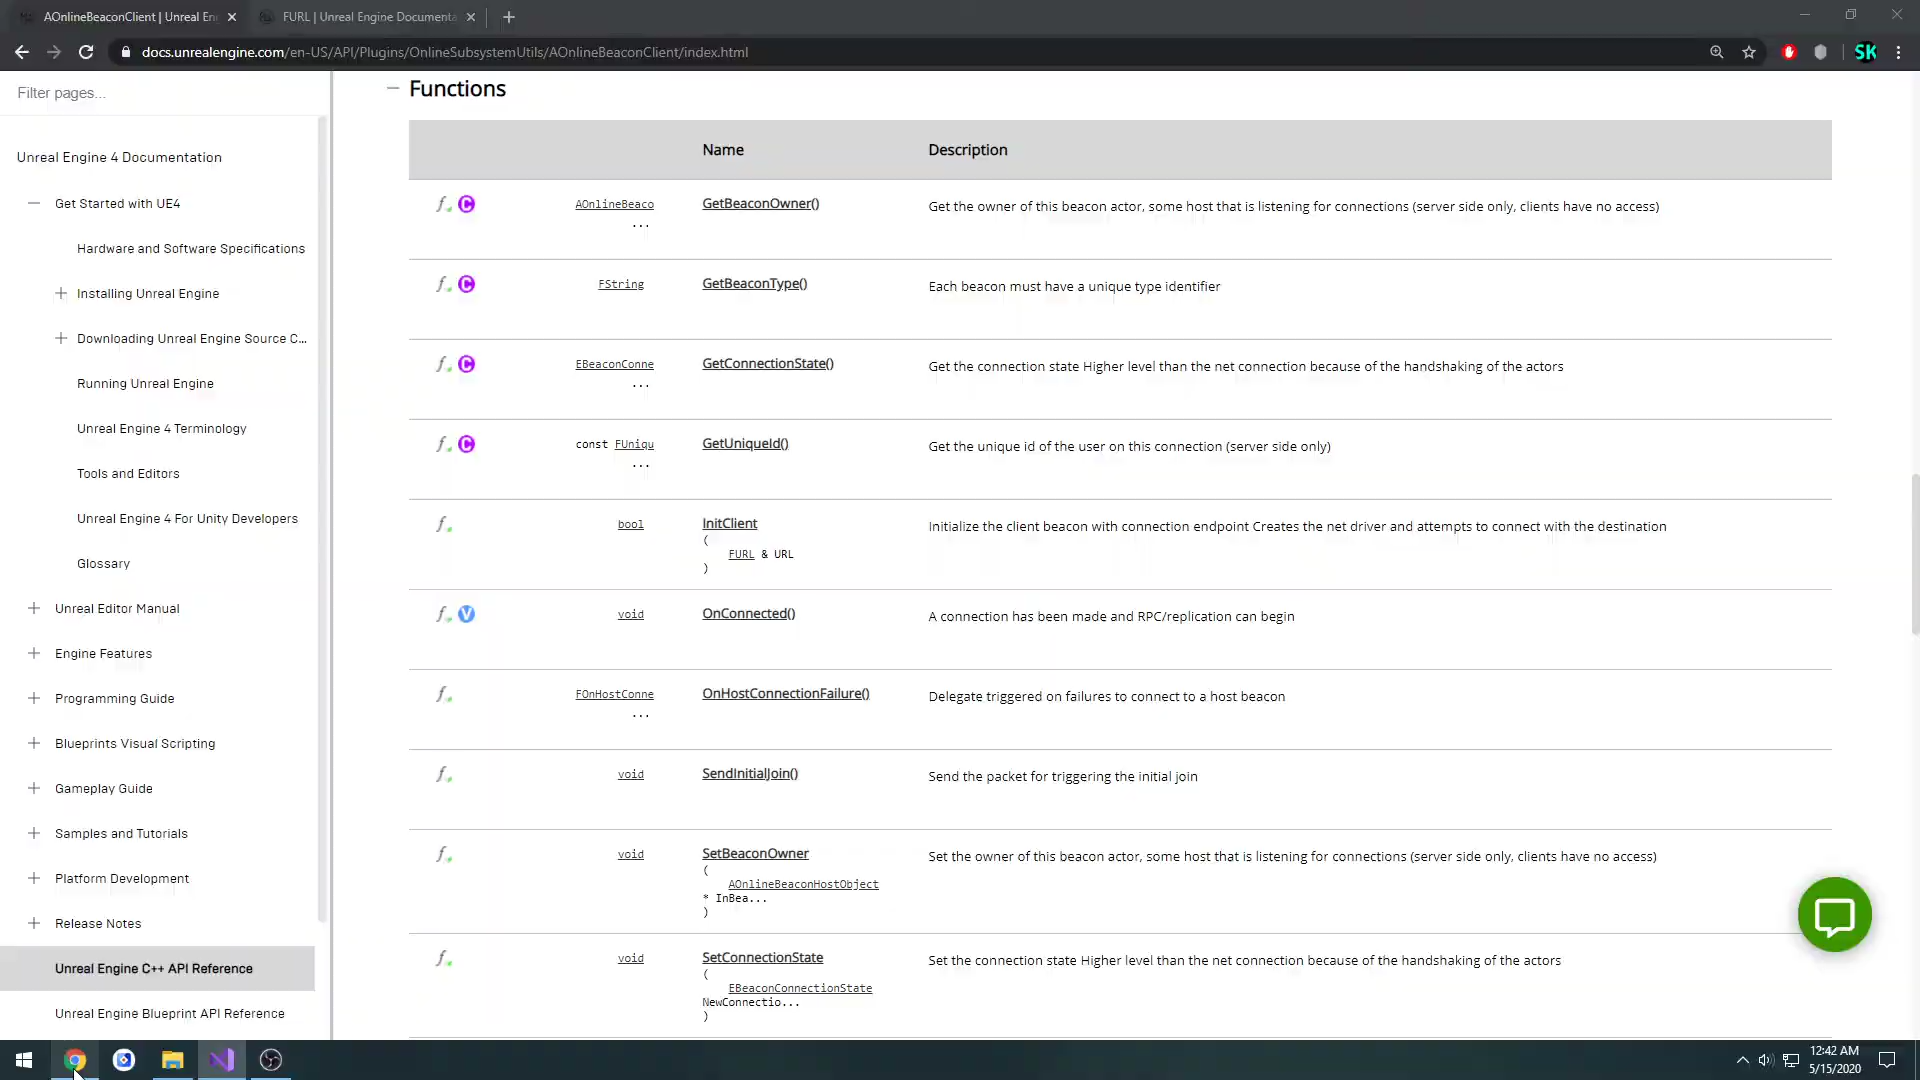 AOnlineBeaconClient | Unreal En
FURL | Unreal Engine Documenta
docs.unrealengine.com/en-US/API/Plugins/OnlineSubsystemUtils/AOnlineBeaconClient/index.html
SK
Filter pages...
Unreal Engine 4 Documentation
Get Started with UE4
Hardware and Software Specifications
Installing Unreal Engine
Downloading Unreal Engine Source C...
Running Unreal Engine
Unreal Engine 4 Terminology
Tools and Editors
Unreal Engine 4 For Unity Developers
Glossary
Unreal Editor Manual
Engine Features
Programming Guide
Blueprints Visual Scripting
Gameplay Guide
Samples and Tutorials
Platform Development
Release Notes
Unreal Engine C++ API Reference
Unreal Engine Blueprint API Reference
Functions
Name Description
f C AOnlineBeaco GetBeaconOwner() Get the owner of this beacon actor, some host that is listening for connections (server side only, clients have no access)
...
f C FString GetBeaconType() Each beacon must have a unique type identifier
f C EBeaconConne GetConnectionState() Get the connection state Higher level than the net connection because of the handshaking of the actors
...
f C const FUniqu GetUniqueId() Get the unique id of the user on this connection (server side only)
...
f bool InitClient Initialize the client beacon with connection endpoint Creates the net driver and attempts to connect with the destination
(
FURL & URL
)
f V void OnConnected() A connection has been made and RPC/replication can begin
f FOnHostConne OnHostConnectionFailure() Delegate triggered on failures to connect to a host beacon
...
f void SendInitialJoin() Send the packet for triggering the initial join
f void SetBeaconOwner Set the owner of this beacon actor, some host that is listening for connections (server side only, clients have no access)
(
AOnlineBeaconHostObject
* InBea...
)
f void SetConnectionState Set the connection state Higher level than the net connection because of the handshaking of the actors
(
EBeaconConnectionState
NewConnectio...
)
12:42 AM
5/15/2020